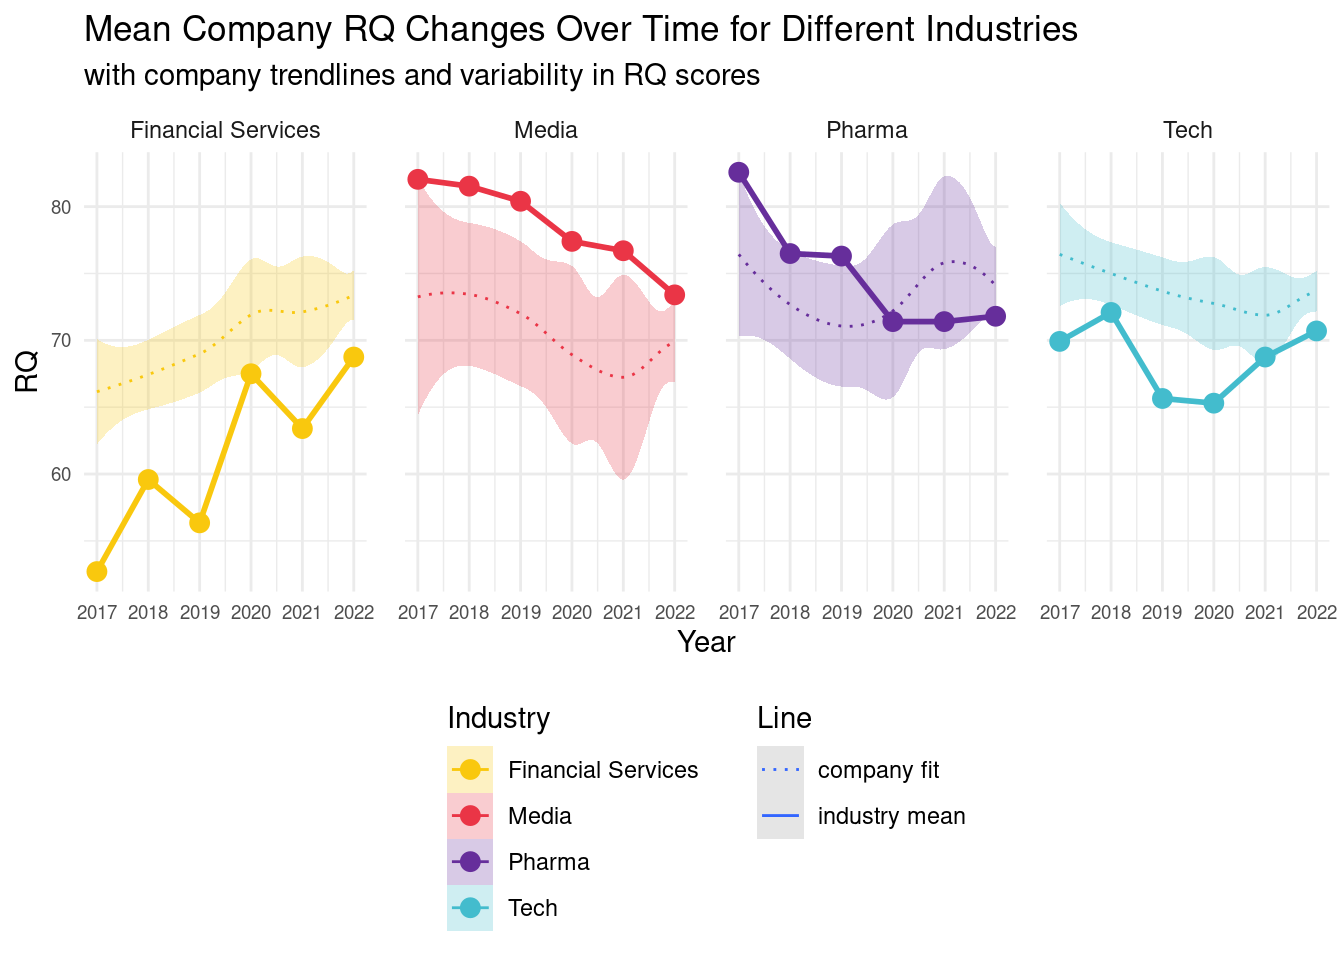 Mean Company RQ Changes Over Time for Different Industries
with company trendlines and variability in RQ scores
Financial Services Media Pharma Tech
80
70
60
RQ
2017 2018 2019 2020 2021 2022 2017 2018 2019 2020 2021 2022 2017 2018 2019 2020 2021 2022 2017 2018 2019 2020 2021 2022
Year
Industry
Financial Services
Media
Pharma
Tech
Line
company fit
industry mean